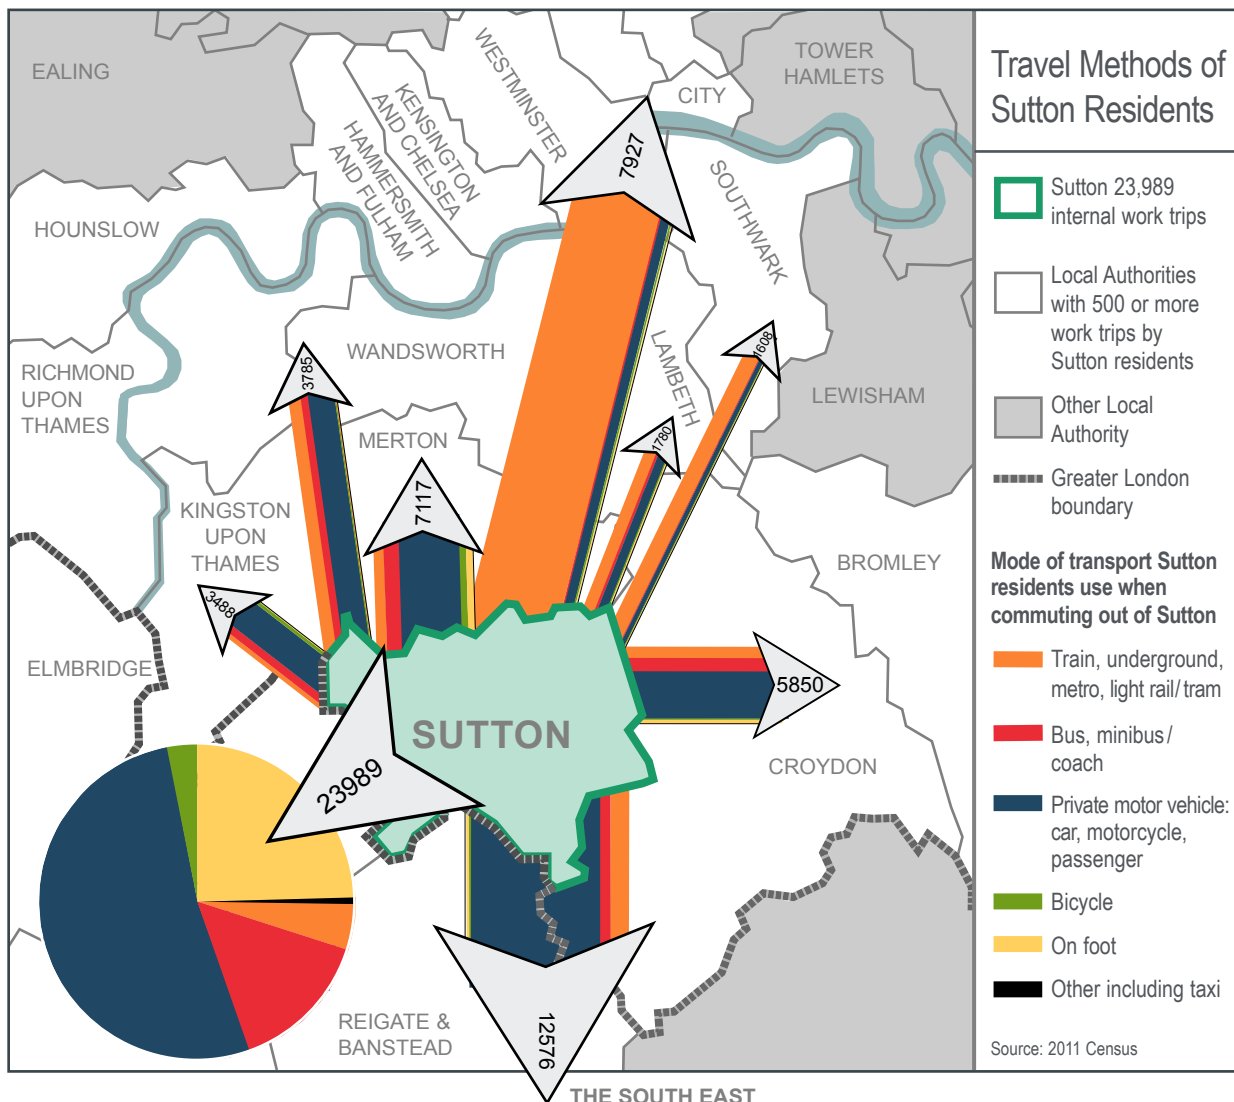 EALING
WESTMINSTER
KENSINGTON
AND CHELSEA
HAMMERSMITH
AND FULHAM
CITY
TOWER
HAMLETS
SOUTHWARK
HOUNSLOW
7927
WANDSWORTH
LAMBETH
1608
LEWISHAM
RICHMOND
UPON
THAMES
3785
MERTON
1780
7117
KINGSTON
UPON
THAMES
3488
BROMLEY
ELMBRIDGE
5850
SUTTON
CROYDON
23989
REIGATE &
BANSTEAD
12576
THE SOUTH EAST
Travel Methods of
Sutton Residents
Sutton 23,989
internal work trips
Local Authorities
with 500 or more
work trips by
Sutton residents
Other Local
Authority
Greater London
boundary
Mode of transport Sutton
residents use when
commuting out of Sutton
Train, underground,
metro, light rail/tram
Bus, minibus/
coach
Private motor vehicle:
car, motorcycle,
passenger
Bicycle
On foot
Other including taxi
Source: 2011 Census